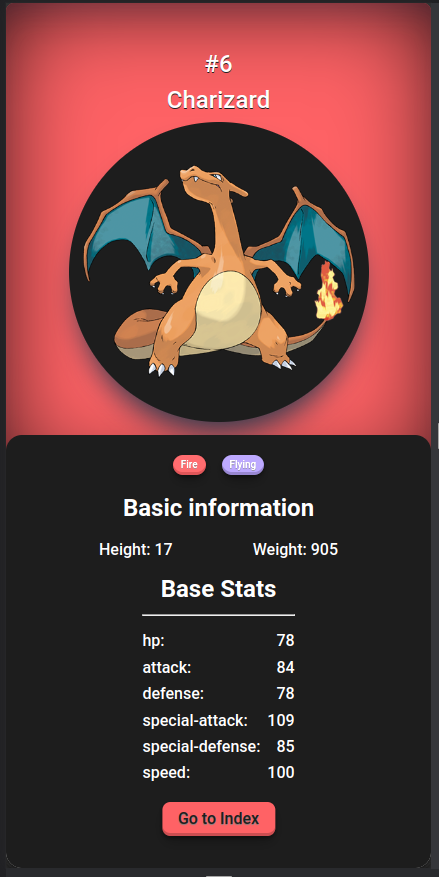 #6
Charizard
Fire Flying
Basic information
Height: 17 Weight: 905
Base Stats
hp: 78
attack: 84
defense: 78
special-attack: 109
special-defense: 85
speed: 100
Go to Index